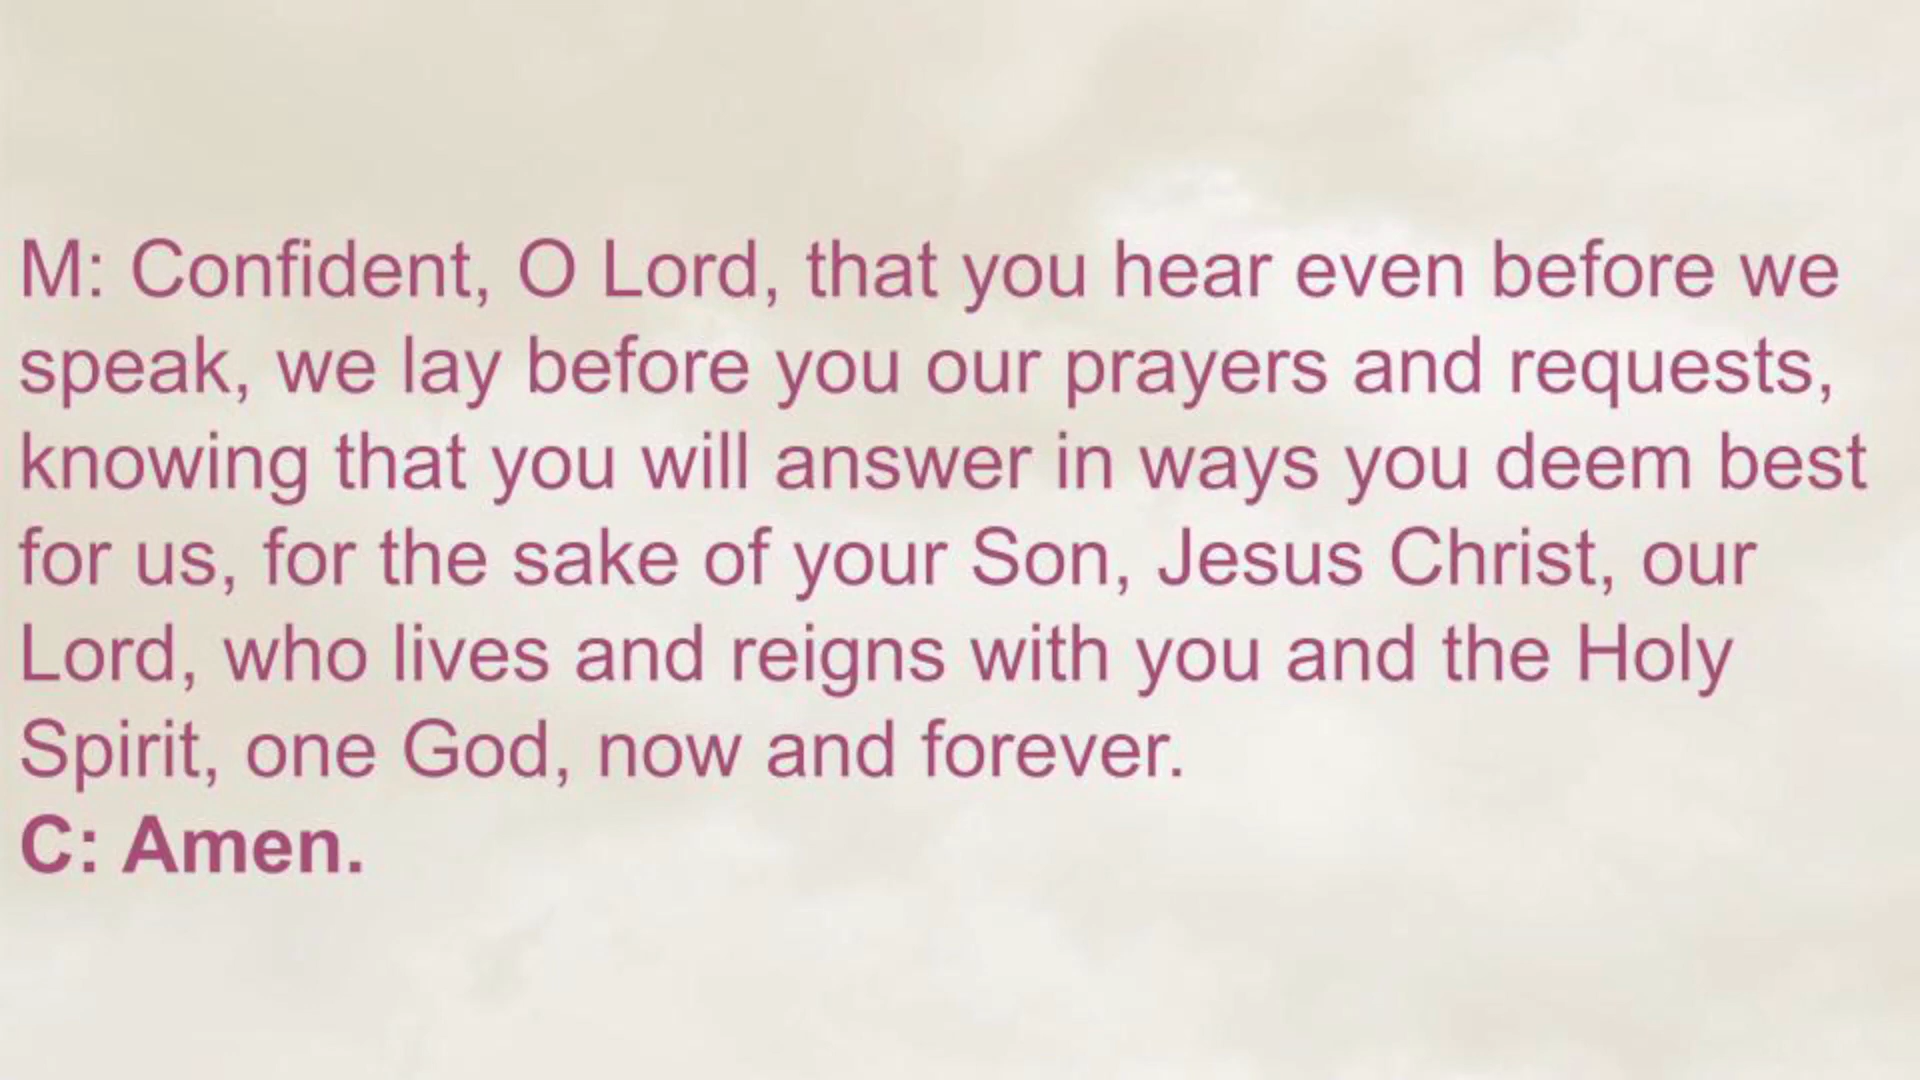 M: Confident, O Lord, that you hear even before we
speak, we lay before you our prayers and requests,
knowing that you will answer in ways you deem best
for us, for the sake of your Son, Jesus Christ, our
Lord, who lives and reigns with you and the Holy
Spirit, one God, now and forever.
C: Amen.